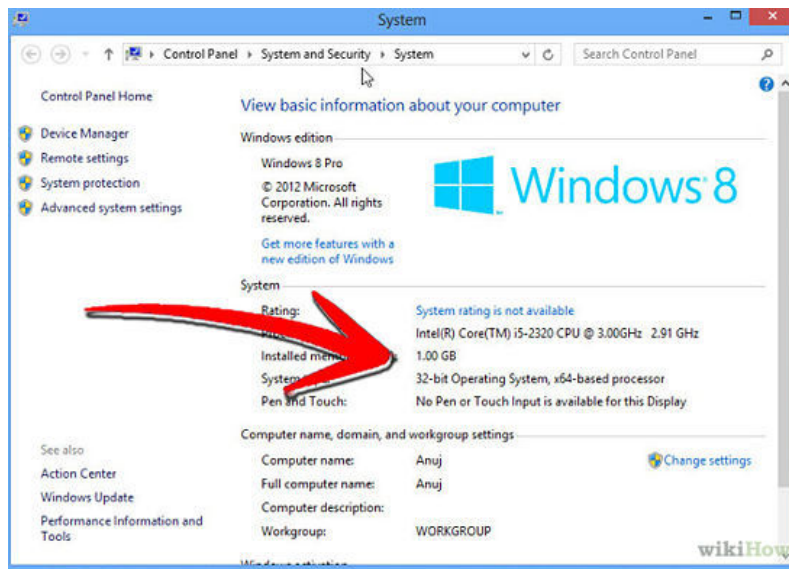 System
Control Panel System and Security System
Search Control Panel
Control Panel Home
Device Manager
Remote settings
System protection
Advanced system settings
See also
Action Center
Windows Update
Performance Information and
Tools
View basic information about your computer
Windows edition
Windows 8 Pro
© 2012 Microsoft
Corporation. All rights
reserved.
Get more features with a
new edition of Windows
Windows 8
System
Rating: System rating is not available
Intel(R) Core(TM) i5-2320 CPU @ 3.00GHz 2.91 GHz
Installed 1.00 GB
System 32-bit Operating System, x64-based processor
Pen and Touch: No Pen or Touch Input is available for this Display
Computer name, domain, and workgroup settings
Computer name: Anuj
Change settings
Full computer name: Anuj
Computer description:
Workgroup: WORKGROUP
Windows activation
wikiHow